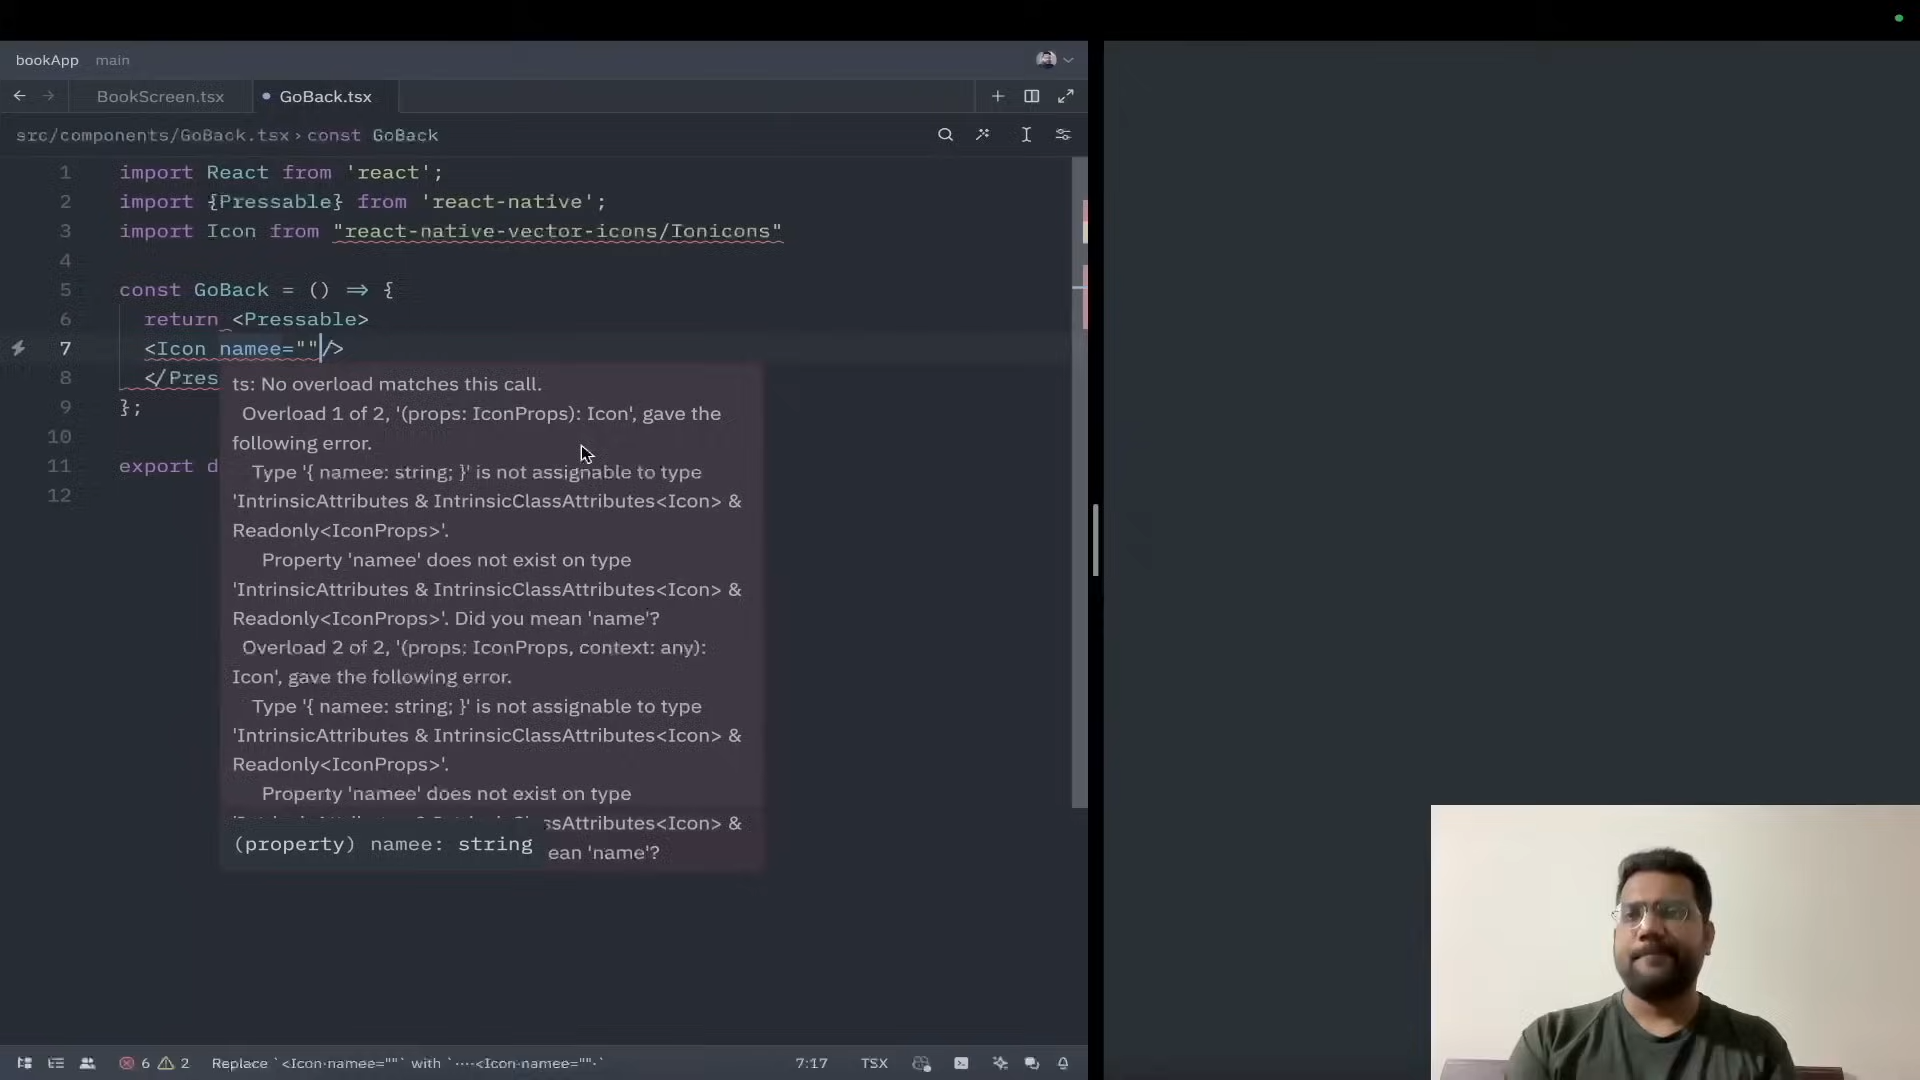 bookApp main
BookScreen.tsx GoBack.tsx
src/components/GoBack.tsx › const GoBack
1 import React from 'react';
2 import {Pressable} from 'react-native';
3 import Icon from "react-native-vector-icons/Ionicons"
4
5 const GoBack = () => {
6 return <Pressable>
7 <Icon namee=""/>
8 </Pres
9 };
10
11 export d
12
ts: No overload matches this call.
Overload 1 of 2, '(props: IconProps): Icon', gave the
following error.
Type '{ namee: string; }' is not assignable to type
'IntrinsicAttributes & IntrinsicClassAttributes<Icon> &
Readonly<IconProps>'.
Property 'namee' does not exist on type
'IntrinsicAttributes & IntrinsicClassAttributes<Icon> &
Readonly<IconProps>'. Did you mean 'name'?
Overload 2 of 2, '(props: IconProps, context: any):
Icon', gave the following error.
Type '{ namee: string; }' is not assignable to type
'IntrinsicAttributes & IntrinsicClassAttributes<Icon> &
Readonly<IconProps>'.
Property 'namee' does not exist on type
sAttributes<Icon> &
(property) namee: string
ean 'name'?
6 2 Replace `<Icon·namee=""` with `····<Icon·namee=""·` 7:17 TSX